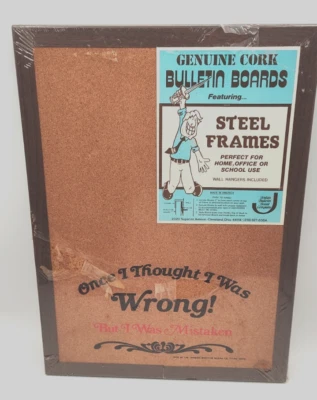 GENUINE CORK
BULLETIN BOARDS
Featuring...
STEEL
FRAMES
PERFECT FOR
HOME, OFFICE OR
SCHOOL USE
WALL HANGERS INCLUDED
Once I Thought I Was
Wrong!
But I Was Mistaken